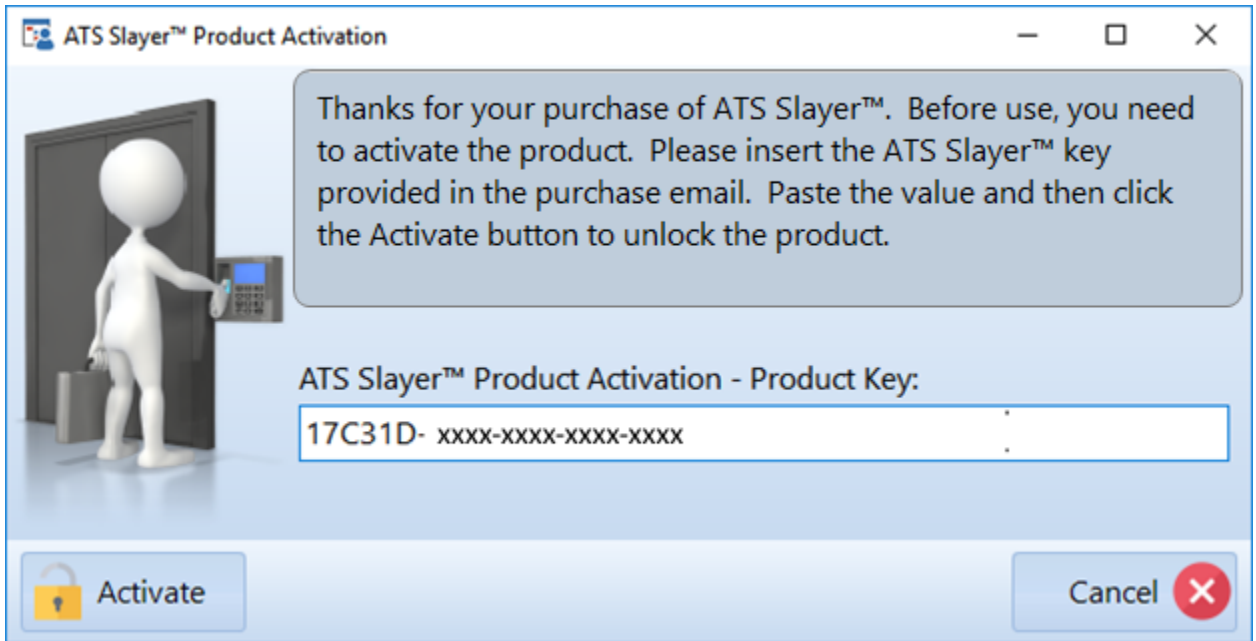 ATS Slayer™ Product Activation
Thanks for your purchase of ATS Slayer™.  Before use, you need
to activate the product.  Please insert the ATS Slayer™ key
provided in the purchase email.  Paste the value and then click
the Activate button to unlock the product.
ATS Slayer™ Product Activation - Product Key:
17C31D- xxxx-xxxx-xxxx-xxxx
Activate
Cancel